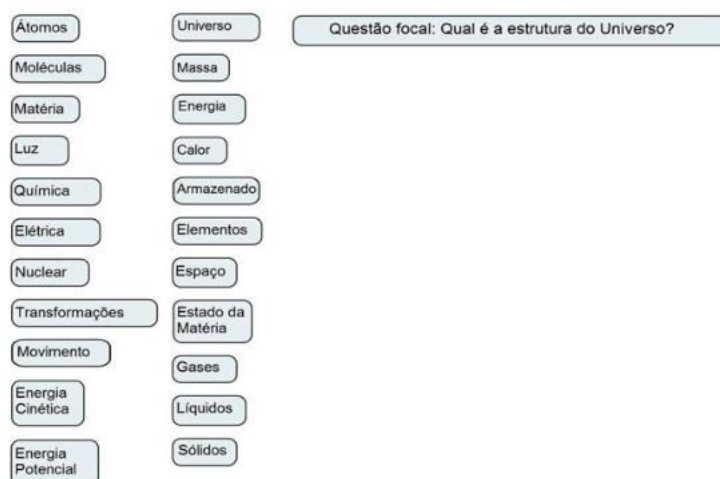 Átomos
Moléculas
Matéria
Luz
Química
Elétrica
Nuclear
Transformações
Movimento
Energia
Cinética
Energia
Potencial
Universo
Massa
Energia
Calor
Armazenado
Elementos
Espaço
Estado da
Matéria
Gases
Líquidos
Sólidos
Questão focal: Qual é a estrutura do Universo?